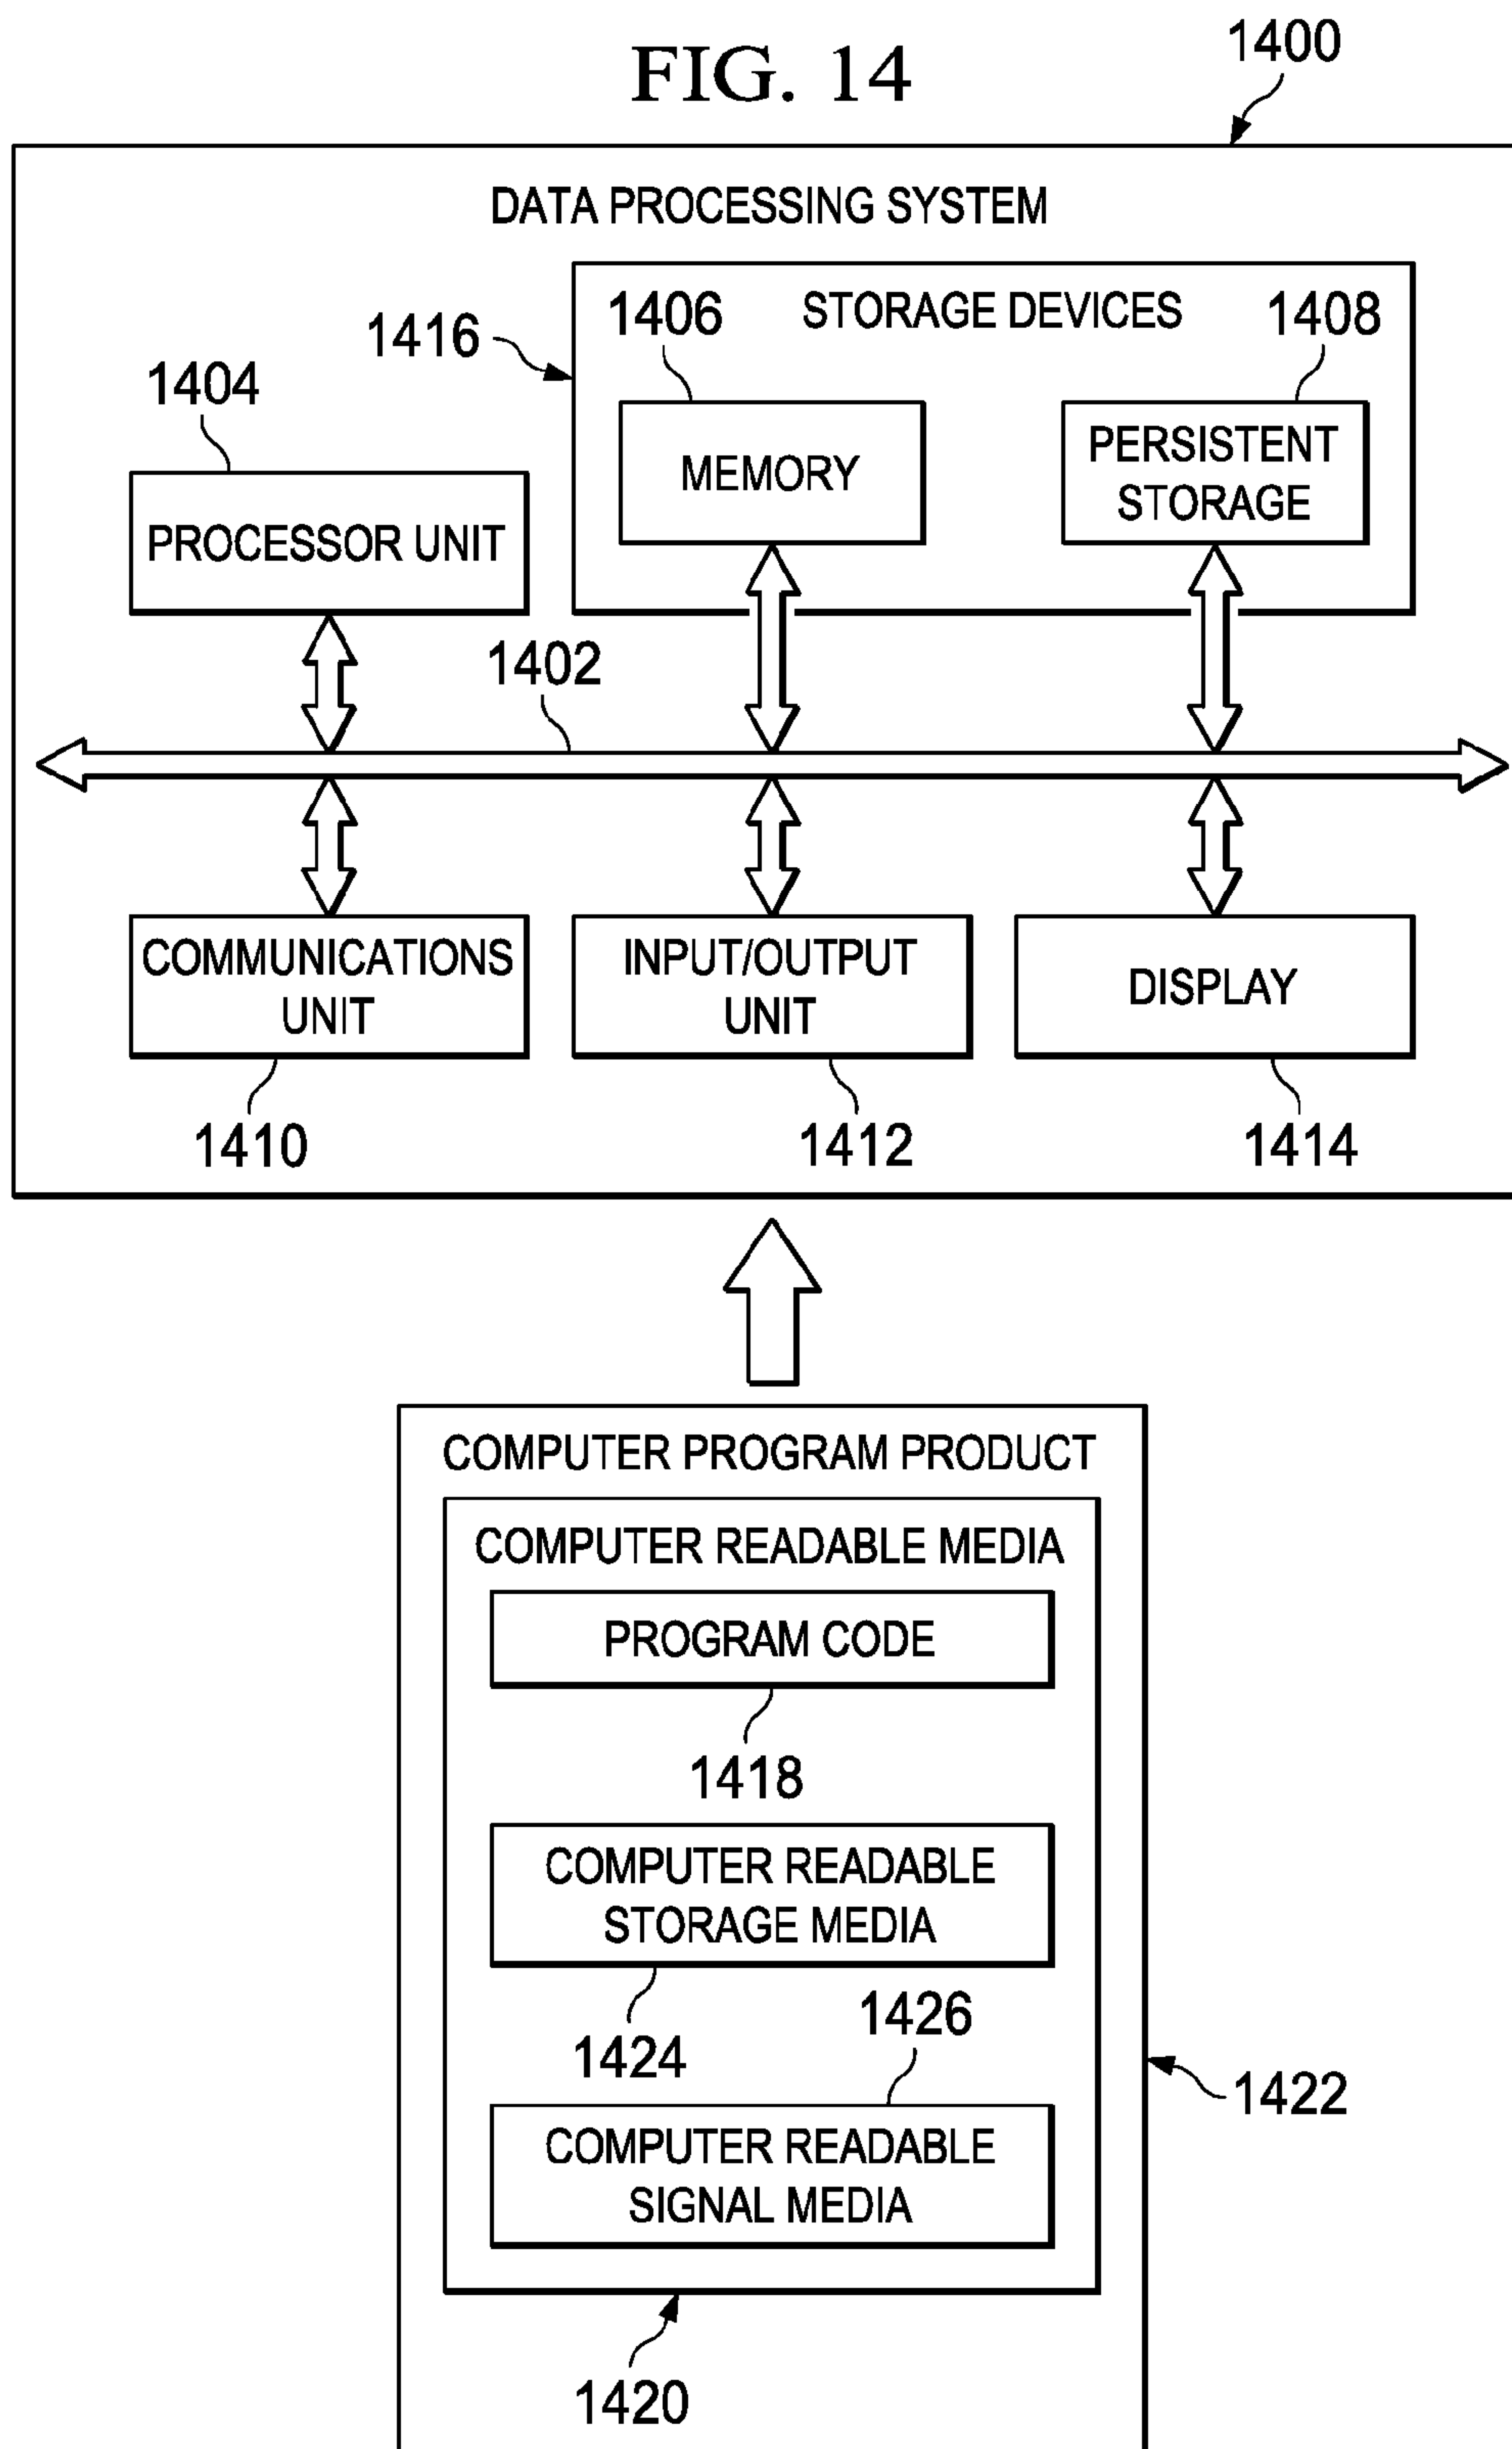 FIG. 14
1400
DATA PROCESSING SYSTEM
STORAGE DEVICES
1416
1406
1408
1404
MEMORY
PERSISTENT
STORAGE
PROCESSOR UNIT
1402
COMMUNICATIONS
UNIT
INPUT/OUTPUT
UNIT
DISPLAY
1410
1412
1414
COMPUTER PROGRAM PRODUCT
COMPUTER READABLE MEDIA
PROGRAM CODE
1418
COMPUTER READABLE
STORAGE MEDIA
1424
1426
1422
COMPUTER READABLE
SIGNAL MEDIA
1420